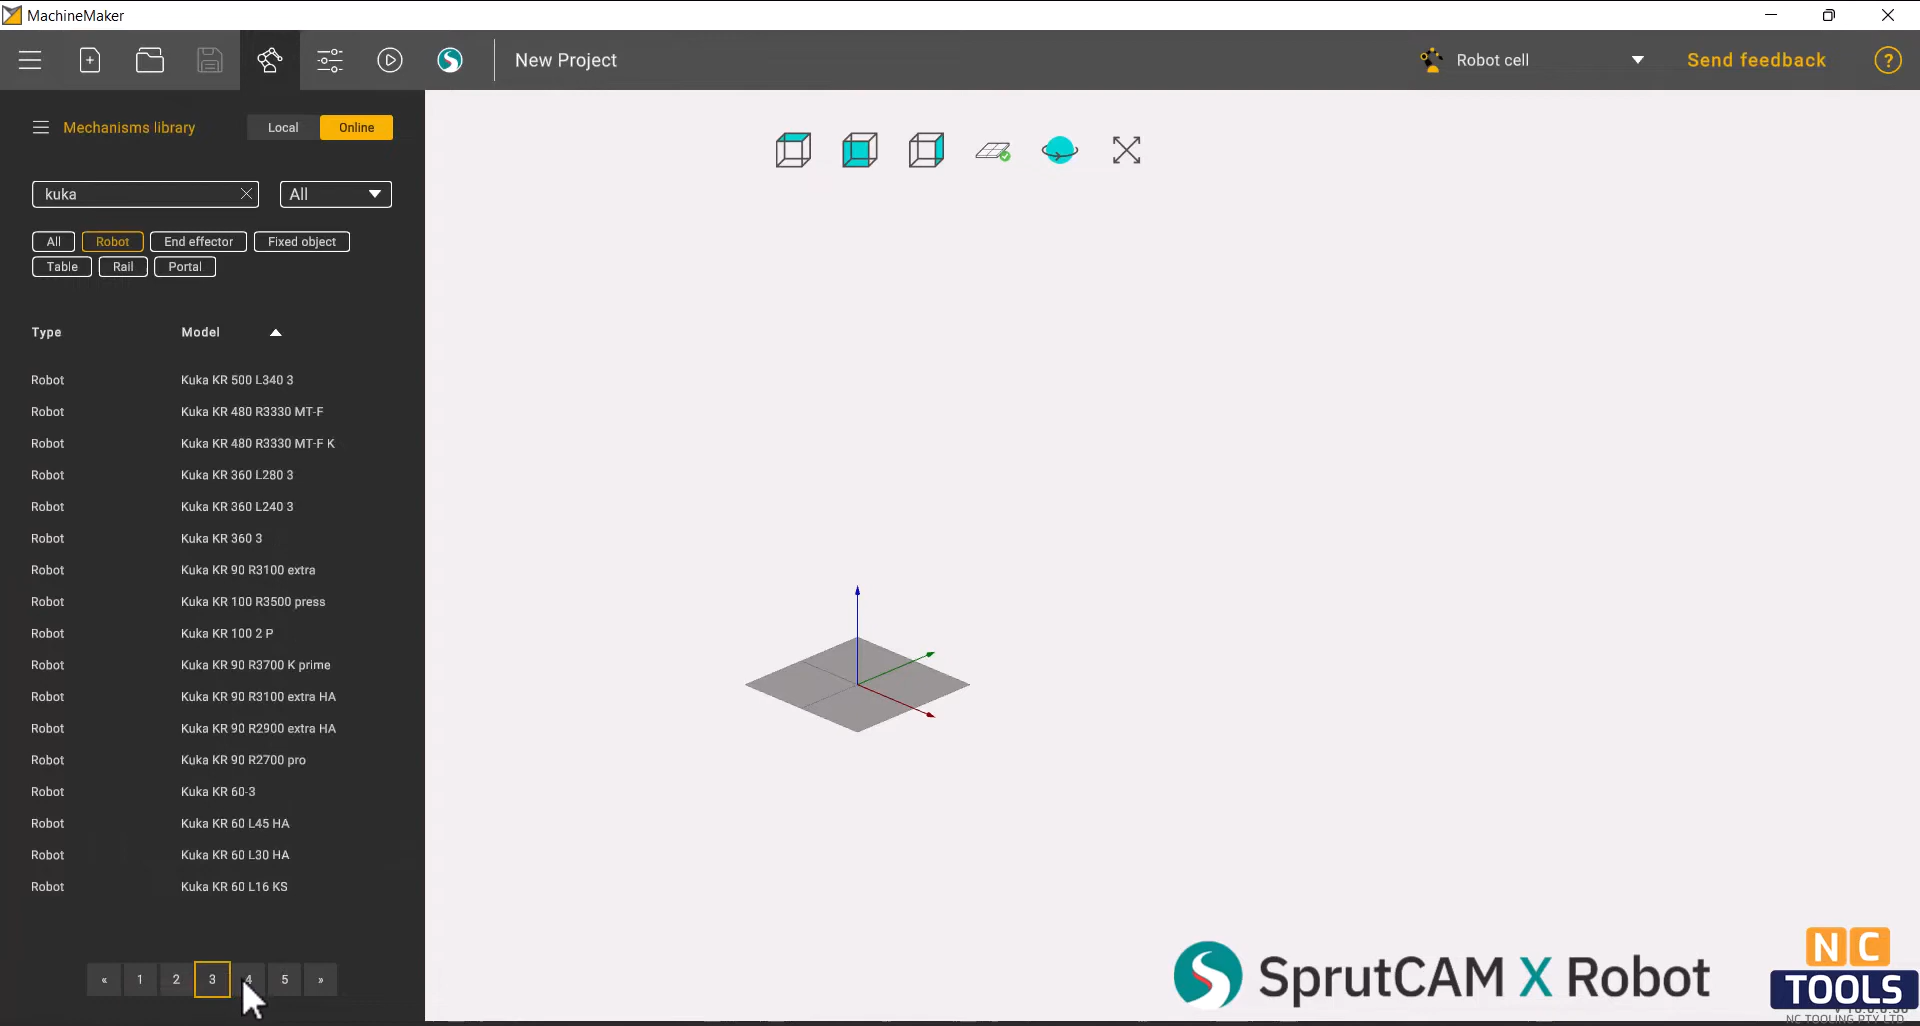 MachineMaker
New Project
Robot cell
Send feedback
?
Mechanisms library
Local
Online
kuka
All
All
Robot
End effector
Fixed object
Table
Rail
Portal
Type Model
Robot Kuka KR 500 L340 3
Robot Kuka KR 480 R3330 MT-F
Robot Kuka KR 480 R3330 MT-F K
Robot Kuka KR 360 L280 3
Robot Kuka KR 360 L240 3
Robot Kuka KR 360 3
Robot Kuka KR 90 R3100 extra
Robot Kuka KR 100 R3500 press
Robot Kuka KR 100 2 P
Robot Kuka KR 90 R3700 K prime
Robot Kuka KR 90 R3100 extra HA
Robot Kuka KR 90 R2900 extra HA
Robot Kuka KR 90 R2700 pro
Robot Kuka KR 60-3
Robot Kuka KR 60 L45 HA
Robot Kuka KR 60 L30 HA
Robot Kuka KR 60 L16 KS
« 1 2 3 4 5 »
SprutCAM X Robot
NC
TOOLS
NC TOOLING PTY LTD